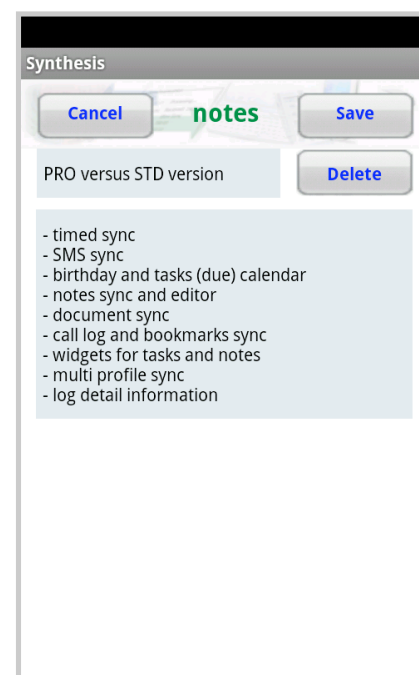 Synthesis
Cancel notes Save
PRO versus STD version Delete
- timed sync
- SMS sync
- birthday and tasks (due) calendar
- notes sync and editor
- document sync
- call log and bookmarks sync
- widgets for tasks and notes
- multi profile sync
- log detail information